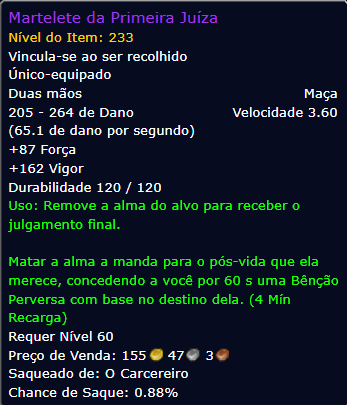 Martelete da Primeira Juíza
Nível do Item: 233
Vincula-se ao ser recolhido
Único-equipado
Duas mãos Maça
205 - 264 de Dano Velocidade 3.60
(65.1 de dano por segundo)
+87 Força
+162 Vigor
Durabilidade 120 / 120
Uso: Remove a alma do alvo para receber o
julgamento final.
Matar a alma a manda para o pós-vida que ela
merece, concedendo a você por 60 s uma Bênção
Perversa com base no destino dela. (4 Mín
Recarga)
Requer Nível 60
Preço de Venda: 155 47 3
Saqueado de: O Carcereiro
Chance de Saque: 0.88%